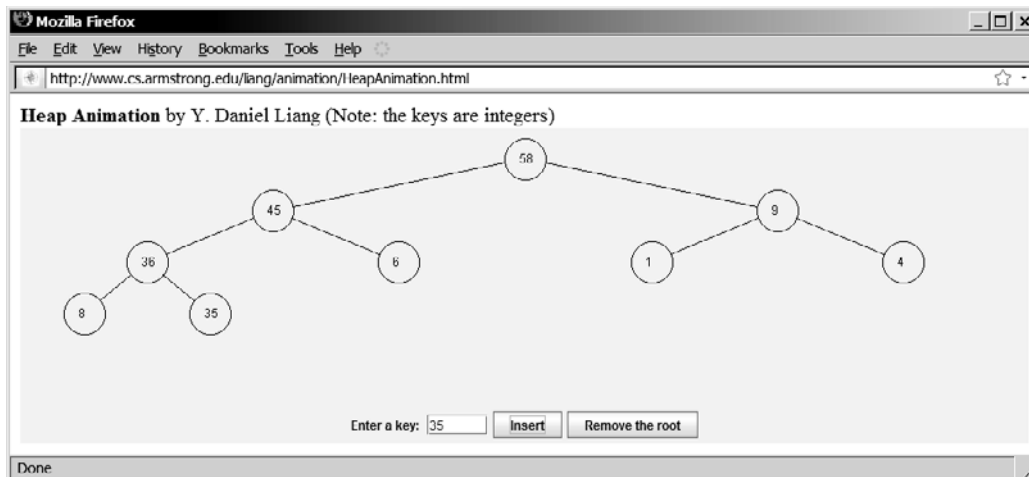 Mozilla Firefox
File Edit View History Bookmarks Tools Help
http://www.cs.armstrong.edu/liang/animation/HeapAnimation.html
Heap Animation by Y. Daniel Liang (Note: the keys are integers)
58
45 9
36 6 1 4
8 35
Enter a key: 35 Insert Remove the root
Done